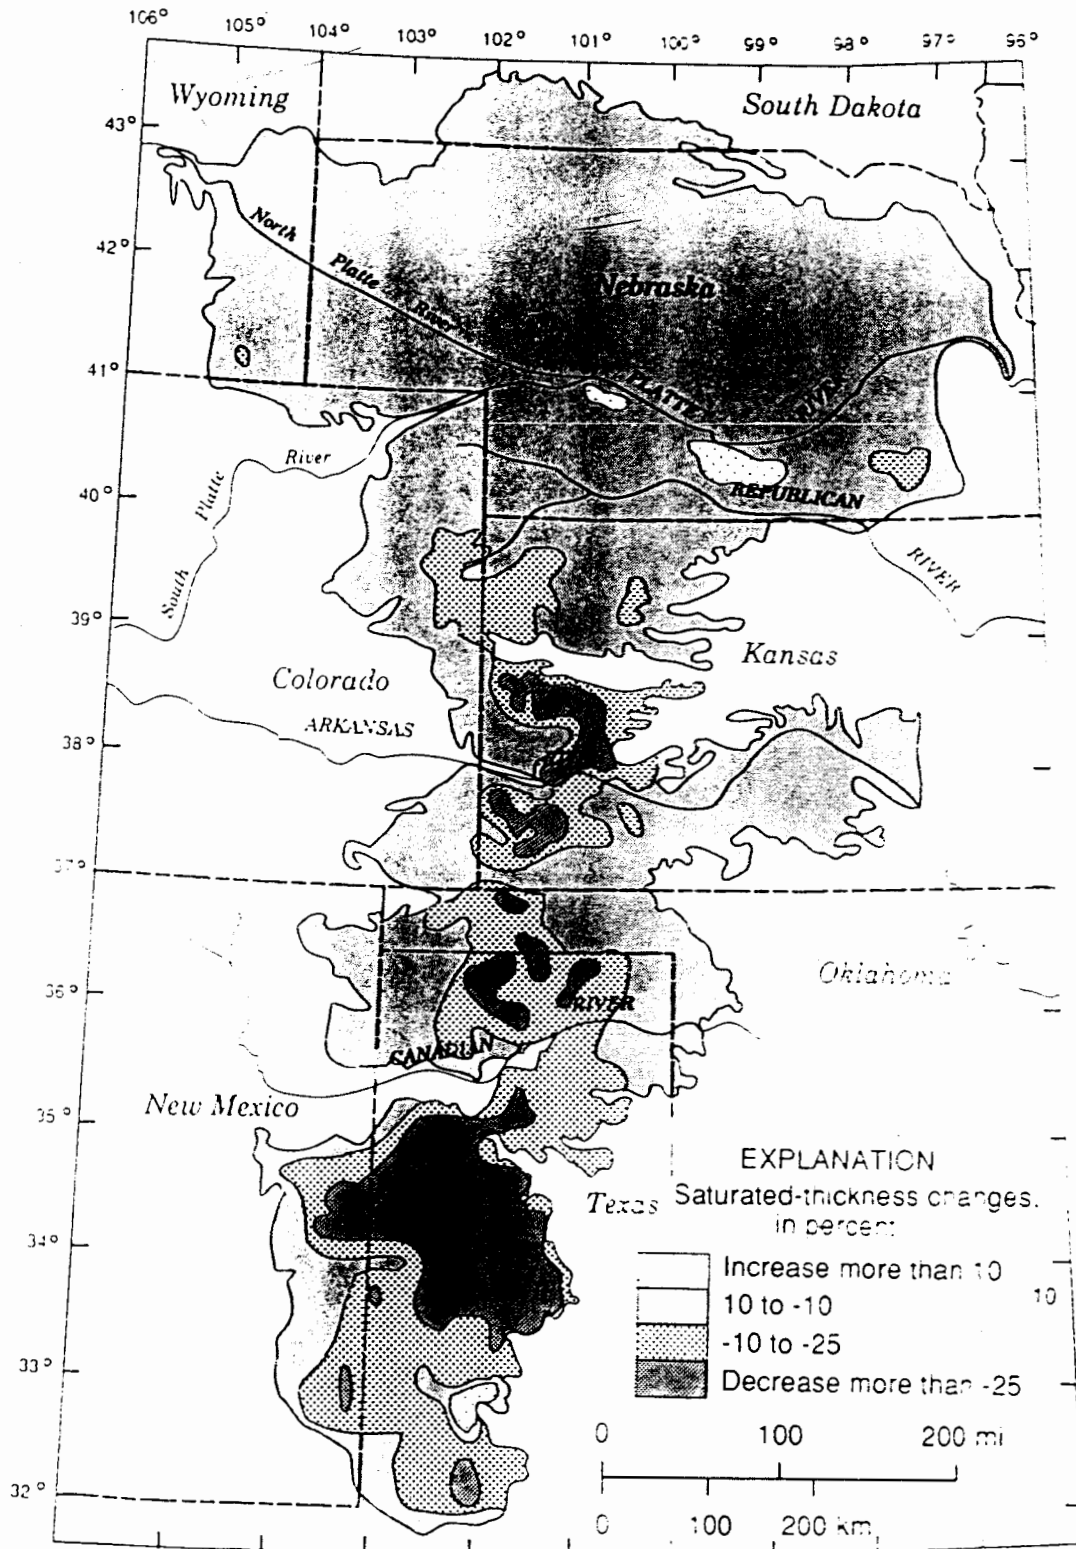 106° 105° 104° 103° 102° 101° 100° 99° 98° 97° 96°
Wyoming
South Dakota
43°
42°
North Platte River
Nebraska
41°
PLATTE RIVER
South Platte River
40°
REPUBLICAN RIVER
39°
Kansas
Colorado
ARKANSAS
38°
37°
Oklahoma
36°
CANADIAN RIVER
35°
New Mexico
EXPLANATION
Texas
Saturated-thickness changes,
in percent
34°
Increase more than 10
10 to -10
10
-10 to -25
33°
Decrease more than -25
0 100 200 mi
32°
0 100 200 km